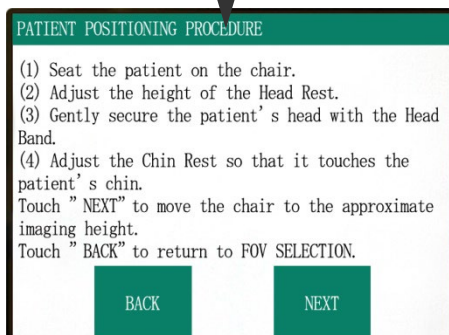 PATIENT POSITIONING PROCEDURE
(1) Seat the patient on the chair.
(2) Adjust the height of the Head Rest.
(3) Gently secure the patient's head with the Head
Band.
(4) Adjust the Chin Rest so that it touches the
patient's chin.
Touch "NEXT" to move the chair to the approximate
imaging height.
Touch "BACK" to return to FOV SELECTION.
BACK NEXT